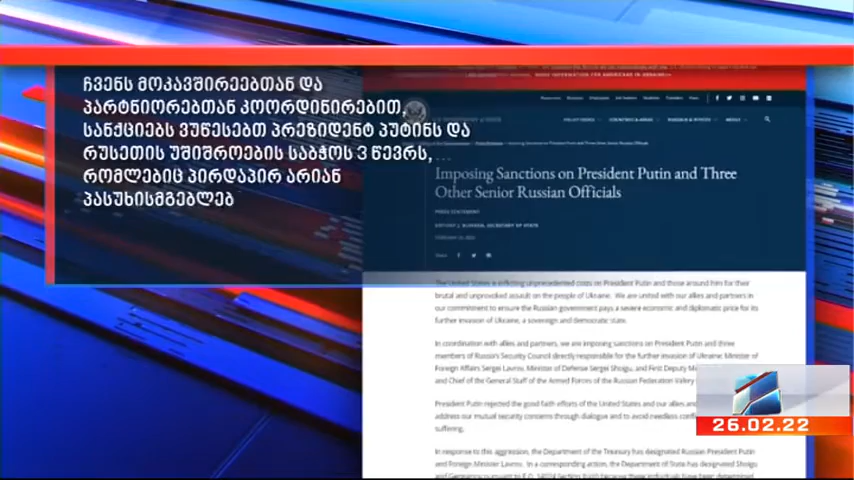 ჩვენს მოკავშირეებთან და
პარტნიორებთან კოორდინირებით,
სანქციებს ვუწესებთ პრეზიდენტ პუტინს და
რუსეთის უშიშროების საბჭოს 3 წევრს,
რომლებიც პირდაპირ არიან
პასუხისმგებლებ
Imposing Sanctions on President Putin and Three
Other Senior Russian Officials
PRESS STATEMENT
ANTONY J. BLINKEN, SECRETARY OF STATE
The United States is inflicting unprecedented costs on President Putin and those around him for their
brutal and unprovoked assault on the people of Ukraine. We are united with our allies and partners in
our commitment to ensure the Russian government pays a severe economic and diplomatic price for its
further invasion of Ukraine, a sovereign and democratic state.
In coordination with allies and partners, we are imposing sanctions on President Putin and three
members of Russia's Security Council directly responsible for the further invasion of Ukraine: Minister of
Foreign Affairs Sergei Lavrov, Minister of Defense Sergei Shoigu, and First Deputy
and Chief of the General Staff of the Armed Forces of the Russian Federation Valery
President Putin rejected the good faith efforts of the United States and our allies and
address our mutual security concerns through dialogue and to avoid needless
suffering.
In response to this aggression, the Department of the Treasury has designated Russian President Putin
and Foreign Minister Lavrov. In a corresponding action, the Department of State has designated Shoigu
26.02.22